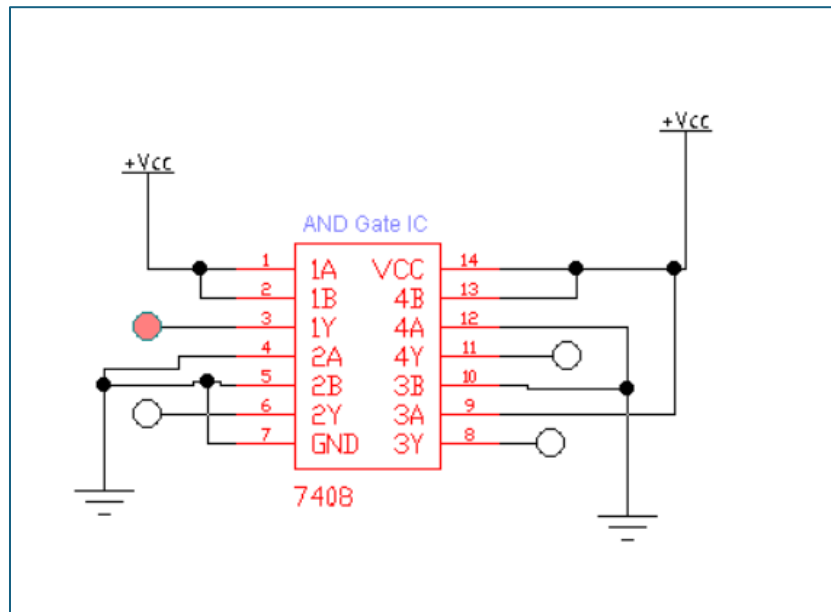 +Vcc
+Vcc
AND Gate IC
1 1A VCC 14
2 1B 4B 13
3 1Y 4A 12
4 2A 4Y 11
5 2B 3B 10
6 2Y 3A 9
7 GND 3Y 8
7408